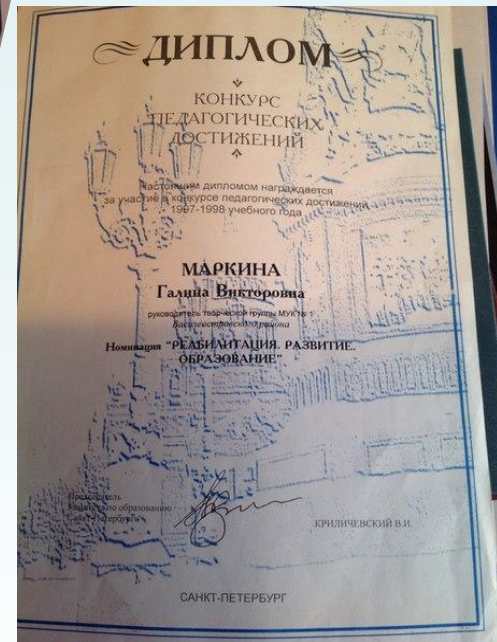 ДИПЛОМ
КОНКУРС
ПЕДАГОГИЧЕСКИХ
ДОСТИЖЕНИЙ
Настоящим дипломом награждается
за участие в конкурсе педагогических достижений
1997-1998 учебного года
МАРКИНА
Галина Викторовна
руководитель творческой группы МУК № 1
Василеостровского района
Номинация "РЕАБИЛИТАЦИЯ. РАЗВИТИЕ.
ОБРАЗОВАНИЕ"
Председатель
Комитета по образованию
Санкт-Петербурга
КРИЛИЧЕВСКИЙ В.И.
САНКТ-ПЕТЕРБУРГ